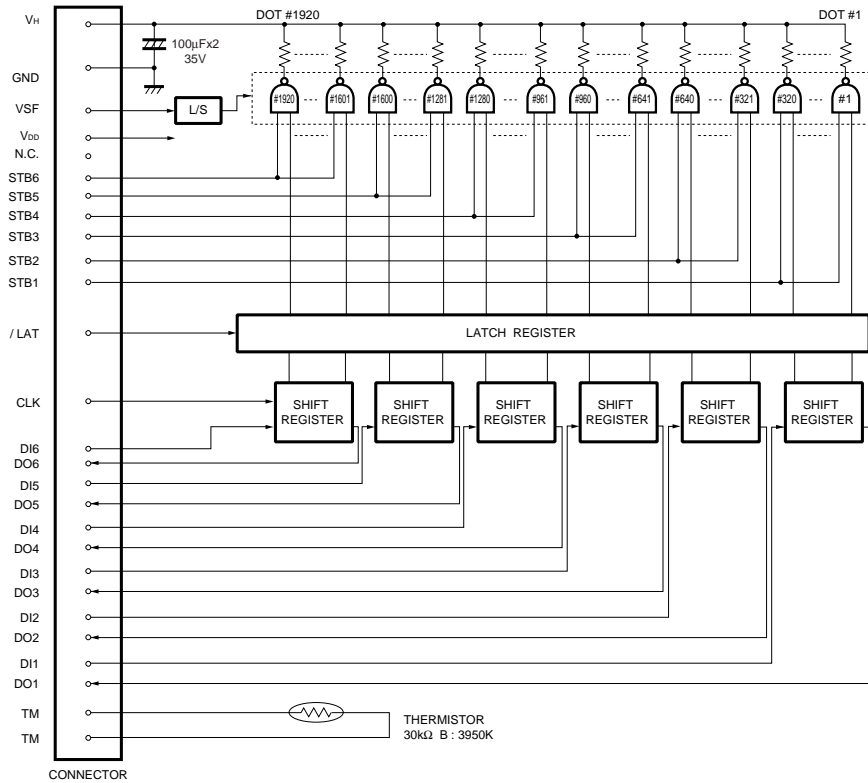 VH
DOT #1920
DOT #1
100μFx2
35V
GND
#1920
#1601
#1600
#1281
#1280
#961
#960
#641
#640
#321
#320
#1
VSF
L/S
VDD
N.C.
STB6
STB5
STB4
STB3
STB2
STB1
/ LAT
LATCH REGISTER
CLK
SHIFT
REGISTER
SHIFT
REGISTER
SHIFT
REGISTER
SHIFT
REGISTER
SHIFT
REGISTER
SHIFT
REGISTER
DI6
DO6
DI5
DO5
DI4
DO4
DI3
DO3
DI2
DO2
DI1
DO1
TM
THERMISTOR
30kΩ B : 3950K
TM
CONNECTOR